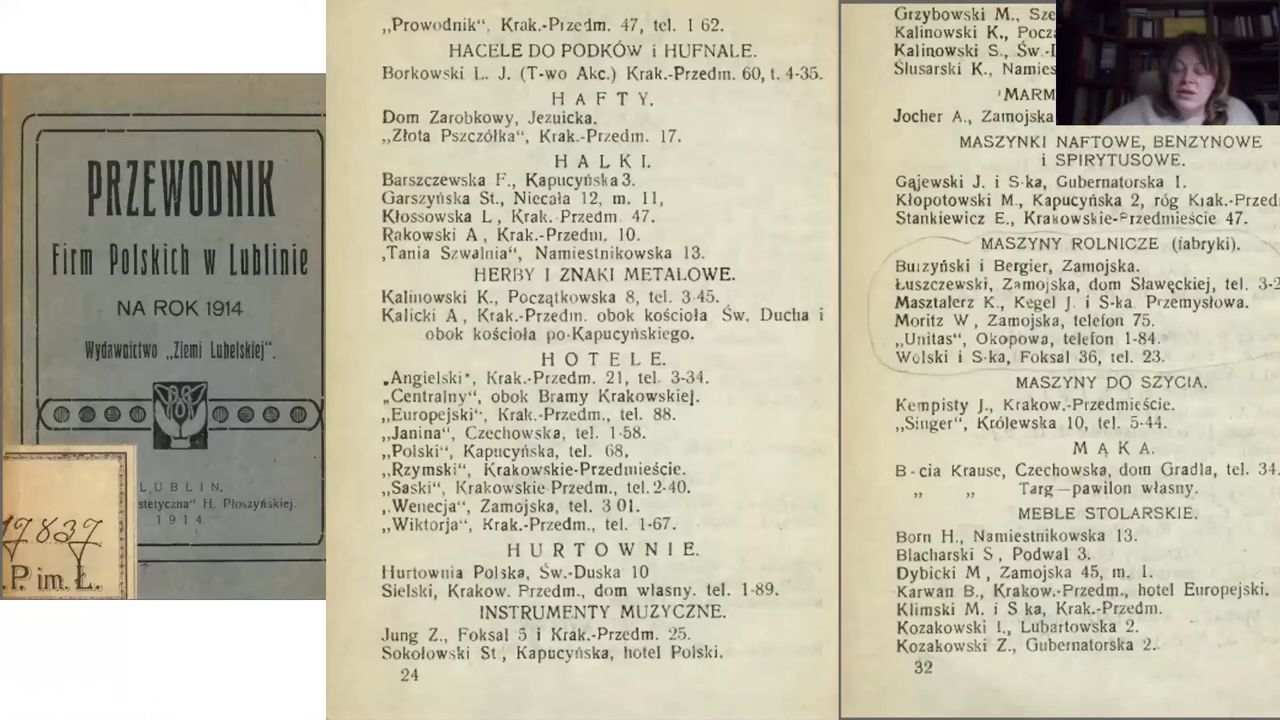 PRZEWODNIK
Firm Polskich w Lublinie
NA ROK 1914
Wydawnictwo „Ziemi Lubelskiej".
LUBLIN.
stetyczna" H. Płoszyńskiej.
1914.
17837
.P. im. Ł.
„Prowodnik", Krak.-Przedm. 47, tel. 1 62.
HACELE DO PODKÓW i HUFNALE.
Borkowski L. J. (T-wo Akc.) Krak.-Przedm. 60, t. 4-35.
HAFTY.
Dom Zarobkowy, Jezuicka.
„Złota Pszczółka", Krak.-Przedm. 17.
HALKI.
Barszczewska F., Kapucyńska 3.
Garszyńska St., Niecała 12, m. 11,
Kłossowska L, Krak. Przedm. 47.
Rakowski A, Krak.-Przedm. 10.
„Tania Szwalnia", Namiestnikowska 13.
HERBY I ZNAKI METALOWE.
Kalinowski K., Początkowska 8, tel. 3-45.
Kalicki A, Krak.-Przedm. obok kościoła Św. Ducha i
obok kościoła po-Kapucyńskiego.
HOTELE.
„Angielski", Krak.-Przedm. 21, tel. 3-34.
„Centralny", obok Bramy Krakowskiej.
„Europejski", Krak.-Przedm., tel. 88.
„Janina", Czechowska, tel. 1-58.
„Polski", Kapucyńska, tel. 68,
„Rzymski", Krakowskie-Przedmieście.
„Saski", Krakowskie-Przedm., tel. 2-40.
„Wenecja", Zamojska, tel. 3 01.
„Wiktorja", Krak.-Przedm., tel. 1-67.
HURTOWNIE.
Hurtownia Polska, Św.-Duska 10
Sielski, Krakow. Przedm., dom własny. tel. 1-89.
INSTRUMENTY MUZYCZNE.
Jung Z., Foksal 5 i Krak.-Przedm. 25.
Sokołowski St., Kapucyńska, hotel Polski.
24
Grzybowski M., Sze
Kalinowski K., Począ
Kalinowski S., Św.-
Ślusarski K., Namies
MARM
Jocher A., Zamojska
MASZYNKI NAFTOWE, BENZYNOWE
i SPIRYTUSOWE.
Gajewski J. i S-ka, Gubernatorska 1.
Kłopotowski M., Kapucyńska 2, róg Krak.-Przed
Stankiewicz E., Krakowskie-Przedmieście 47.
MASZYNY ROLNICZE (fabryki).
Burzyński i Bergier, Zamojska.
Łuszczewski, Zamojska, dom Sławęckiej, tel. 3-2
Masztalerz K., Kegel J. i S-ka Przemysłowa.
Moritz W, Zamojska, telefon 75.
„Unitas", Okopowa, telefon 1-84.
Wolski i S-ka, Foksal 36, tel. 23.
MASZYNY DO SZYCIA.
Kempisty J., Krakow.-Przedmieście.
„Singer", Królewska 10, tel. 5-44.
MĄKA.
B-cia Krause, Czechowska, dom Gradla, tel. 34.
„ „ Targ—pawilon własny.
MEBLE STOLARSKIE.
Born H., Namiestnikowska 13.
Blacharski S, Podwal 3.
Dybicki M, Zamojska 45, m. 1.
Karwan B., Krakow.-Przedm., hotel Europejski.
Klimski M. i S ka, Krak.-Przedm.
Kozakowski I., Lubartowska 2.
Kozakowski Z., Gubernatorska 2.
32